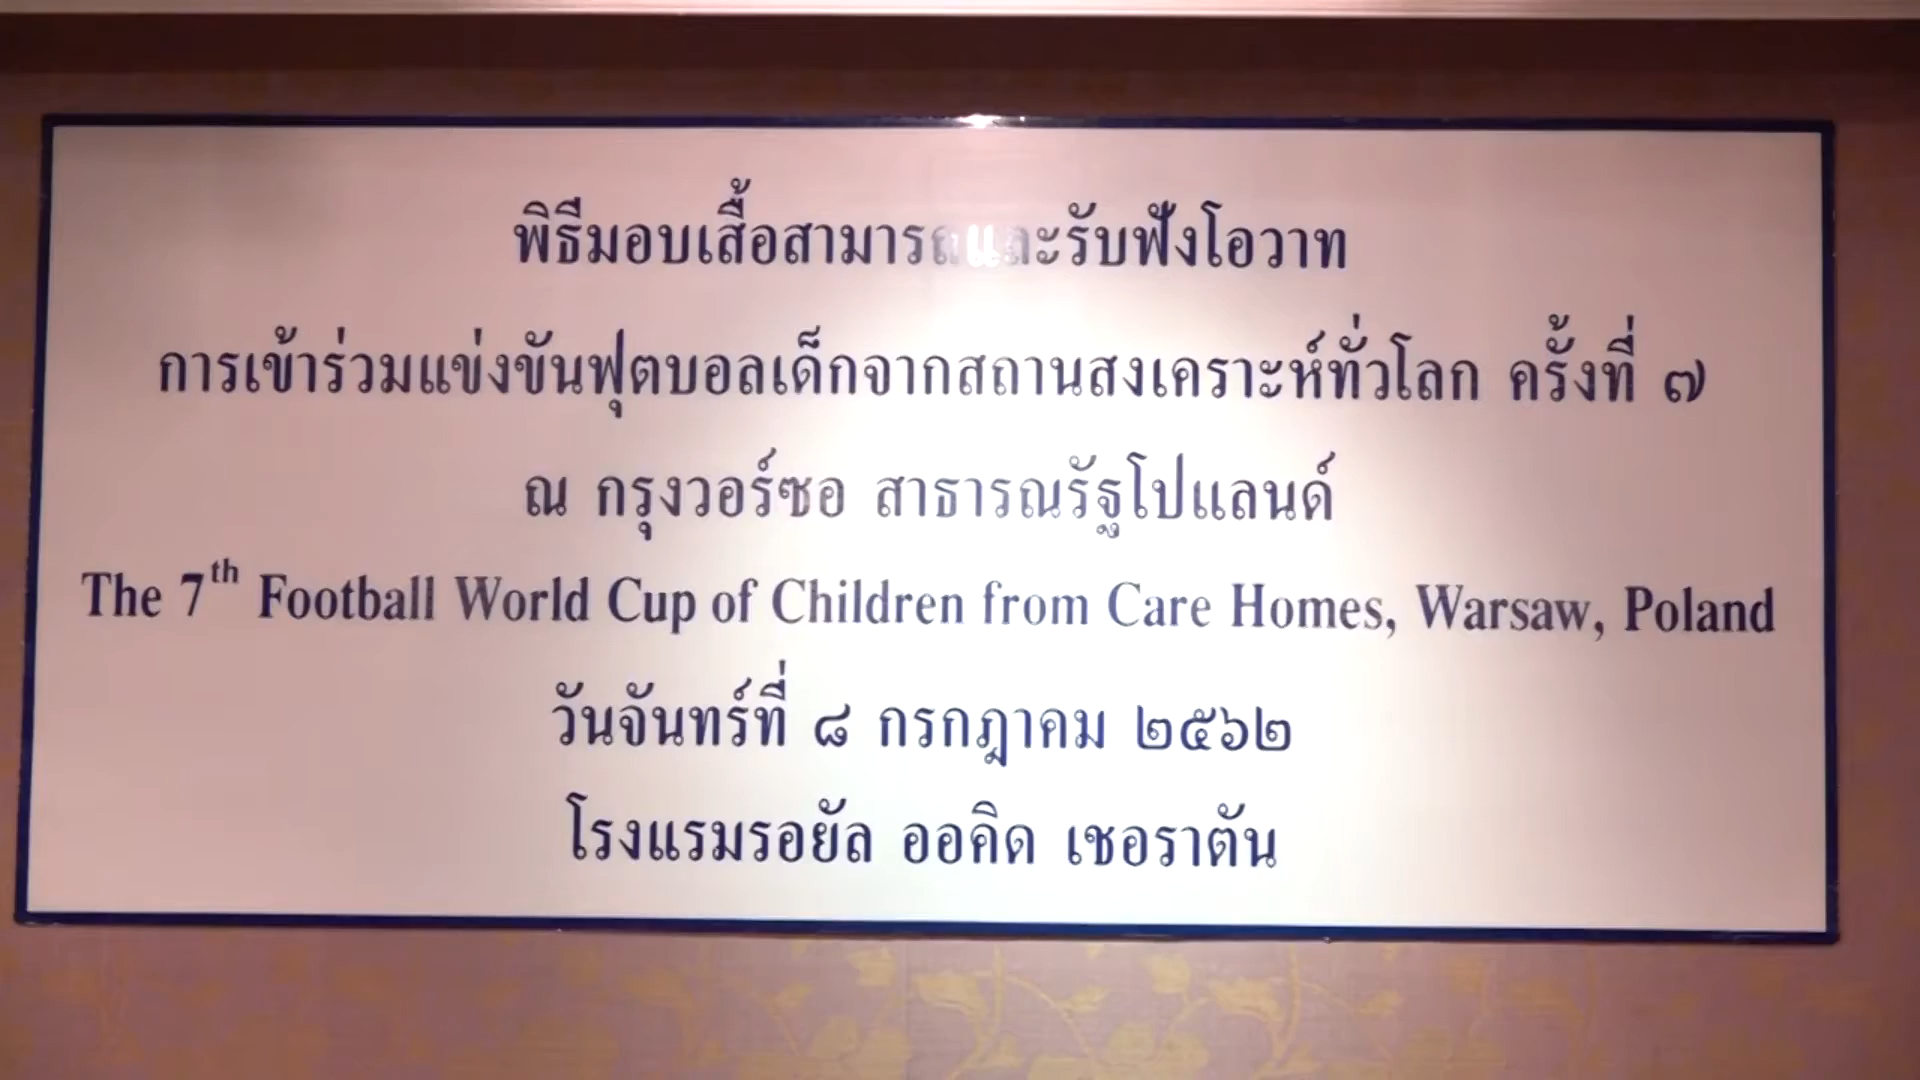 พิธีมอบเสื้อสามารถและรับฟังโอวาท
การเข้าร่วมแข่งขันฟุตบอลเด็กจากสถานสงเคราะห์ทั่วโลก ครั้งที่ ๗
ณ กรุงวอร์ซอ สาธารณรัฐโปแลนด์
The 7th Football World Cup of Children from Care Homes, Warsaw, Poland
วันจันทร์ที่ ๘ กรกฎาคม ๒๕๖๒
โรงแรมรอยัล ออคิด เชอราตัน